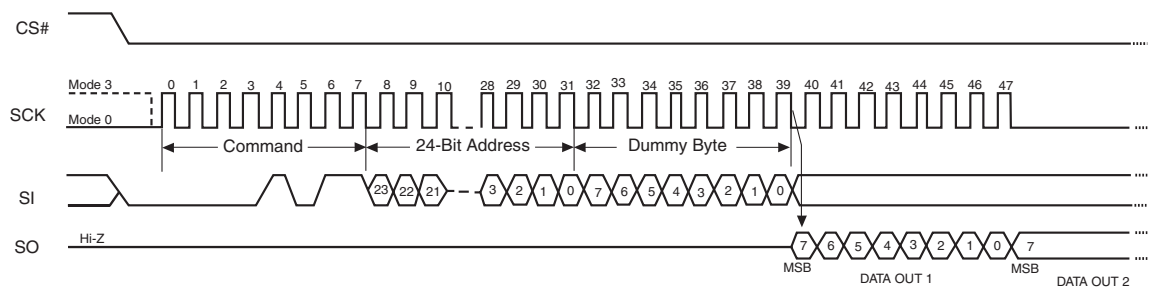 CS#
Mode 3
0 1 2 3 4 5 6 7 8 9 10 28 29 30 31 32 33 34 35 36 37 38 39 40 41 42 43 44 45 46 47
SCK
Mode 0
Command 24-Bit Address Dummy Byte
SI
23 22 21 3 2 1 0 7 6 5 4 3 2 1 0
Hi-Z
SO
7 6 5 4 3 2 1 0 7
MSB MSB
DATA OUT 1 DATA OUT 2